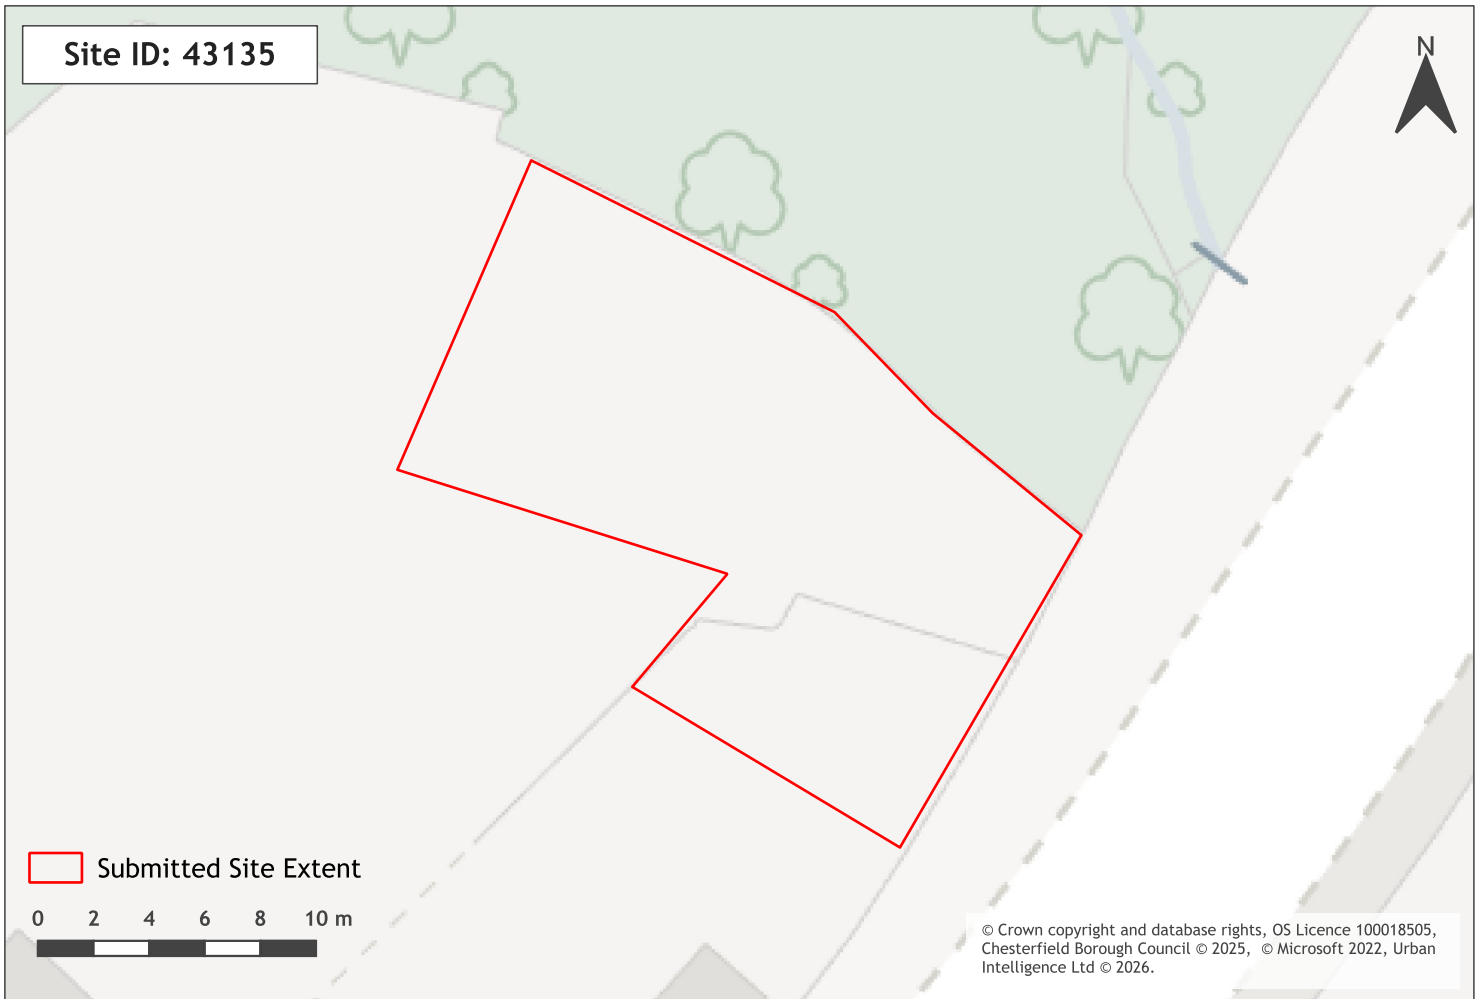 Site ID: 43135
N
Submitted Site Extent
0 2 4 6 8 10 m
© Crown copyright and database rights, OS Licence 100018505,
Chesterfield Borough Council © 2025, © Microsoft 2022, Urban
Intelligence Ltd © 2026.